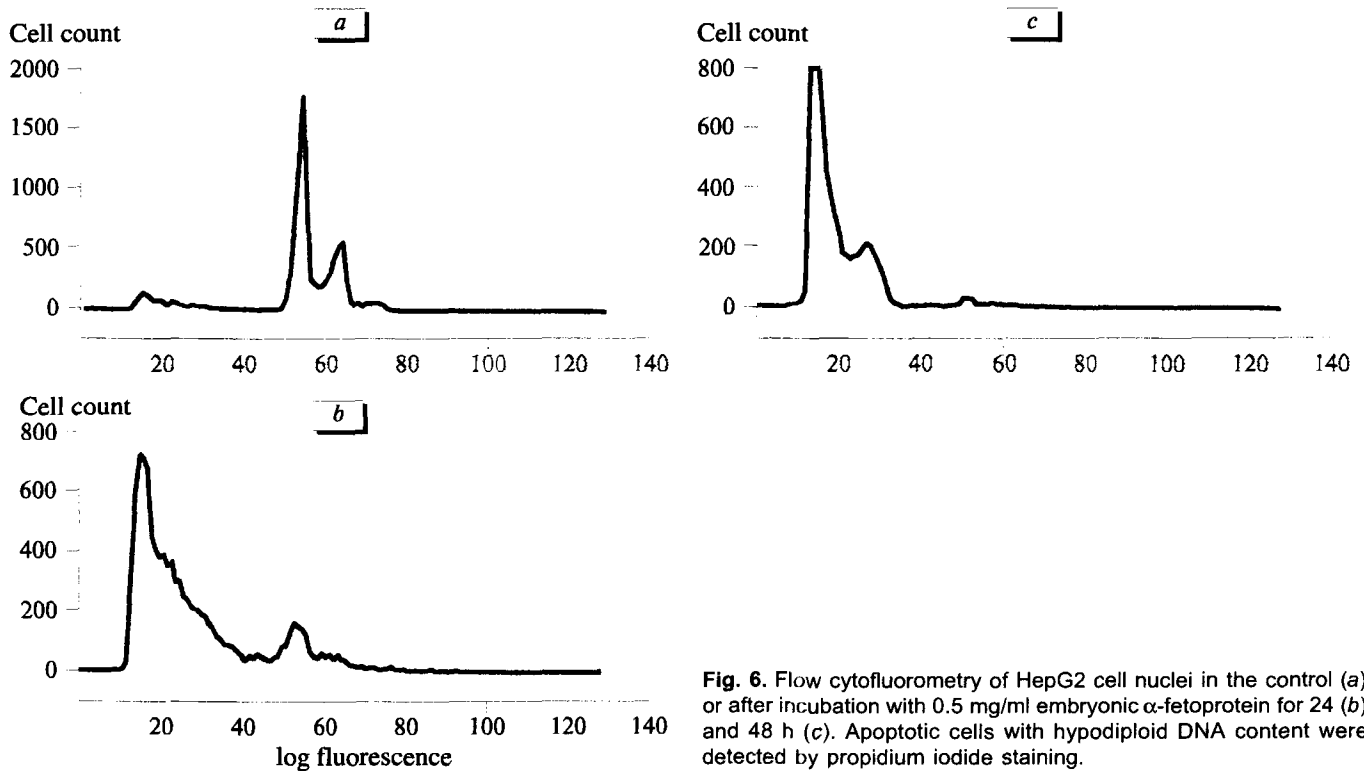 a
Cell count
2000
1500
1000
500
0
20 40 60 80 100 120 140
c
Cell count
800
600
400
200
0
20 40 60 80 100 120 140
b
Cell count
800
600
400
200
0
20 40 60 80 100 120 140
log fluorescence
Fig. 6. Flow cytofluorometry of HepG2 cell nuclei in the control (a)
or after incubation with 0.5 mg/ml embryonic α-fetoprotein for 24 (b)
and 48 h (c). Apoptotic cells with hypodiploid DNA content were
detected by propidium iodide staining.